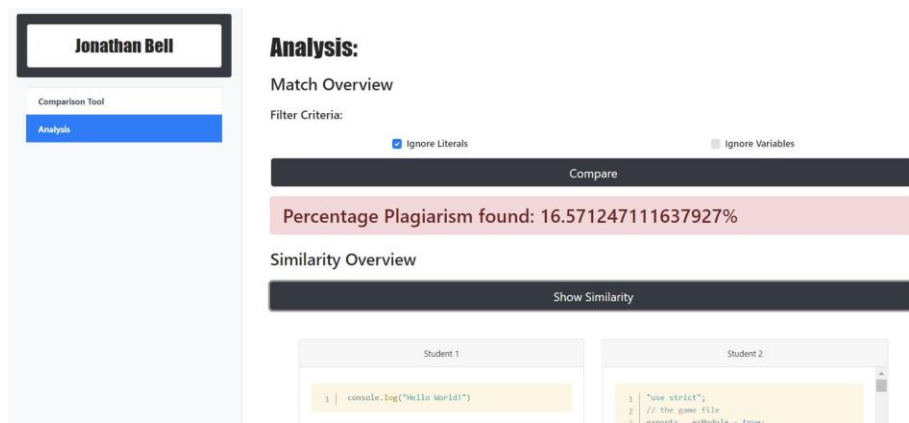 Jonathan Bell
Comparison Tool
Analysis
Analysis:
Match Overview
Filter Criteria:
Ignore Literals
Ignore Variables
Compare
Percentage Plagiarism found: 16.571247111637927%
Similarity Overview
Show Similarity
Student 1
Student 2
1 console.log("Hello World!")
1 "use strict";
2 // the game file